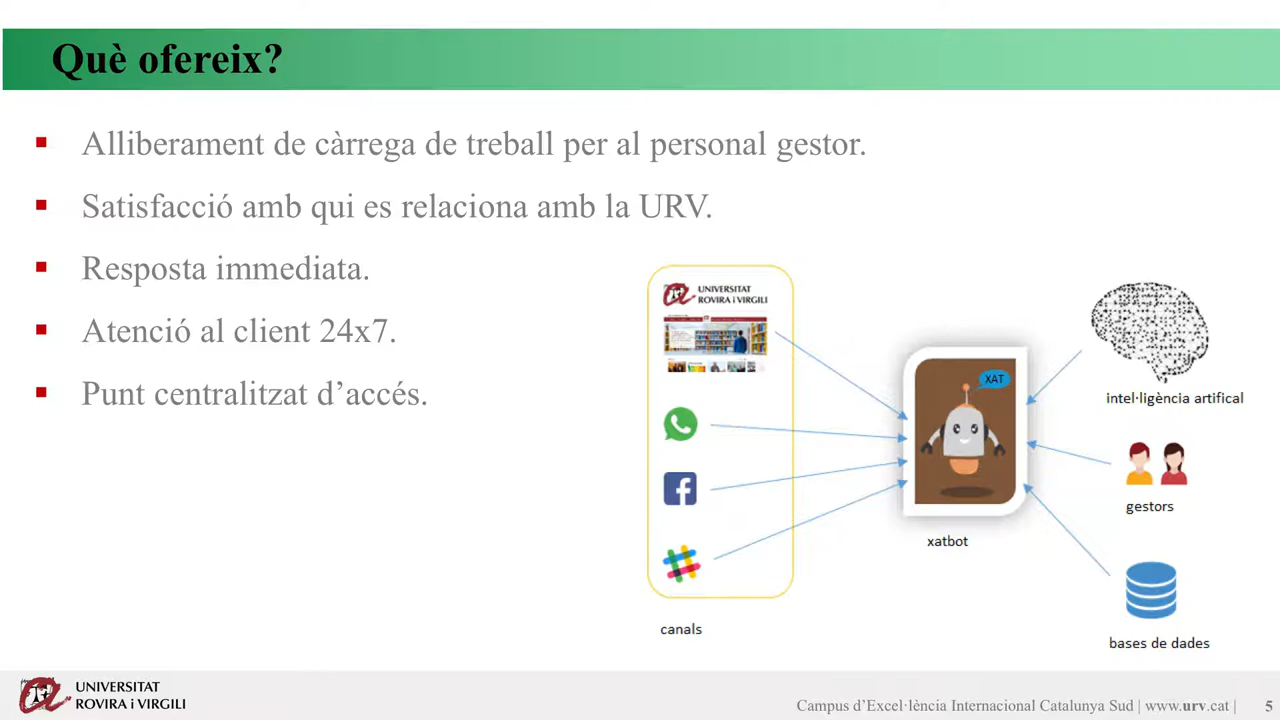 Què ofereix?
Alliberament de càrrega de treball per al personal gestor.
Satisfacció amb qui es relaciona amb la URV.
Resposta immediata.
Atenció al client 24x7.
Punt centralitzat d’accés.
UNIVERSITAT
ROVIRA i VIRGILI
XAT
intel·ligència artifical
gestors
xatbot
canals
bases de dades
UNIVERSITAT
ROVIRA i VIRGILI
Campus d’Excel·lència Internacional Catalunya Sud | www.urv.cat | 5